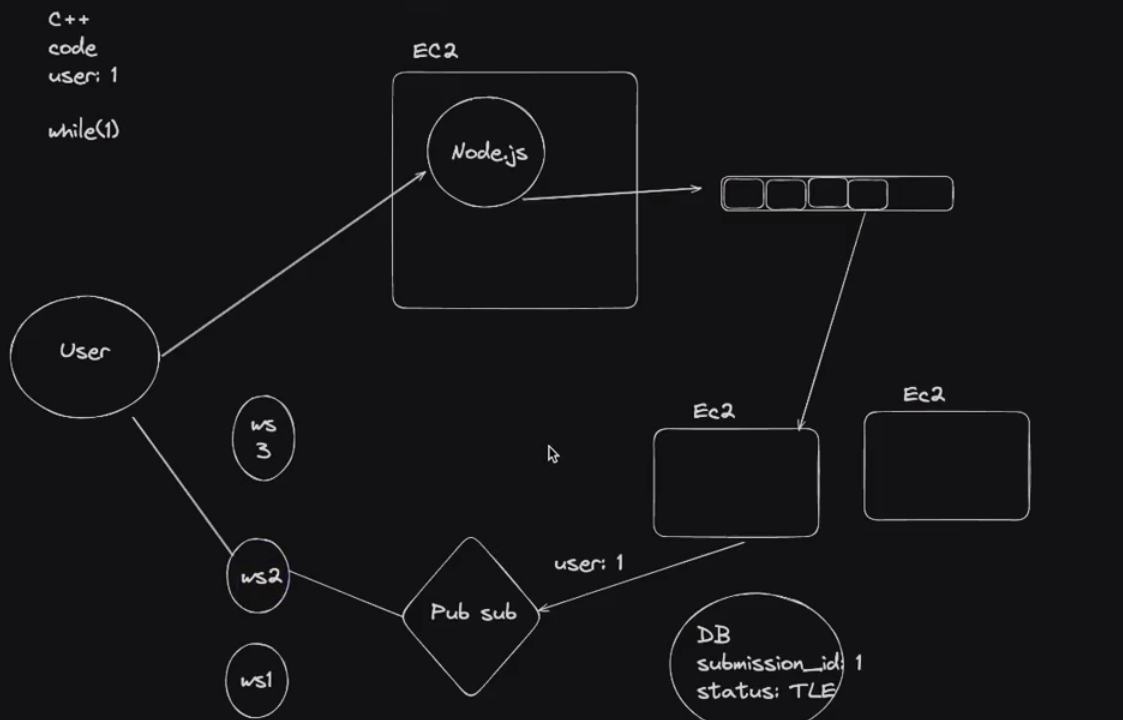 C++
code
user: 1
while(1)
EC2
Node.js
User
ws
3
Ec2
Ec2
ws2
user: 1
Pub sub
ws1
DB
submission_id: 1
status: TLE